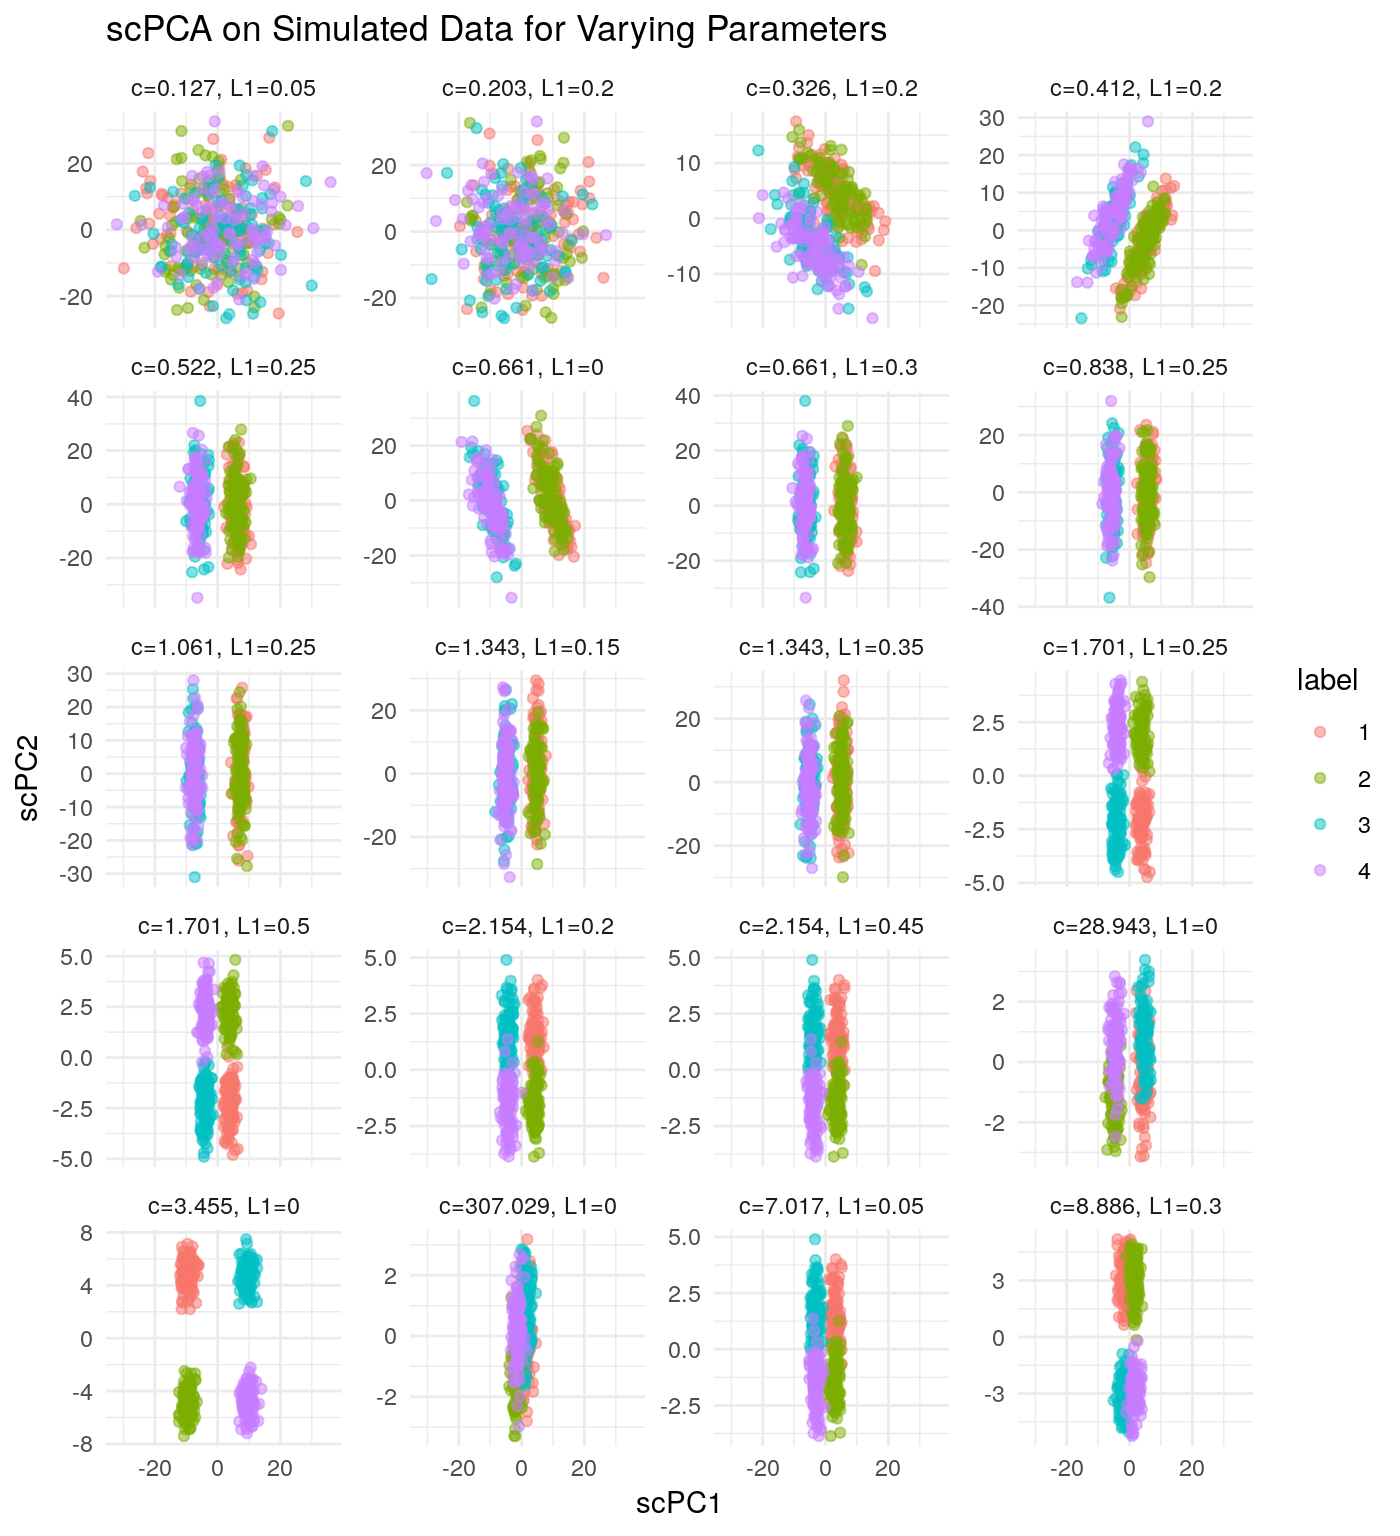 scPCA on Simulated Data for Varying Parameters
c=0.127, L1=0.05
c=0.203, L1=0.2
c=0.326, L1=0.2
c=0.412, L1=0.2
20
0
-20
20
0
-20
10
0
-10
30
20
10
0
-10
-20
c=0.522, L1=0.25
c=0.661, L1=0
c=0.661, L1=0.3
c=0.838, L1=0.25
40
20
0
-20
20
0
-20
40
20
0
-20
20
0
-20
-40
c=1.061, L1=0.25
c=1.343, L1=0.15
c=1.343, L1=0.35
c=1.701, L1=0.25
30
20
10
0
-10
-20
-30
20
0
-20
20
0
-20
2.5
0.0
-2.5
-5.0
c=1.701, L1=0.5
c=2.154, L1=0.2
c=2.154, L1=0.45
c=28.943, L1=0
5.0
2.5
0.0
-2.5
-5.0
5.0
2.5
0.0
-2.5
5.0
2.5
0.0
-2.5
2
0
-2
c=3.455, L1=0
c=307.029, L1=0
c=7.017, L1=0.05
c=8.886, L1=0.3
8
4
0
-4
-8
2
0
-2
5.0
2.5
0.0
-2.5
3
0
-3
-20 0 20
-20 0 20
-20 0 20
-20 0 20
scPC1
scPC2
label
1
2
3
4